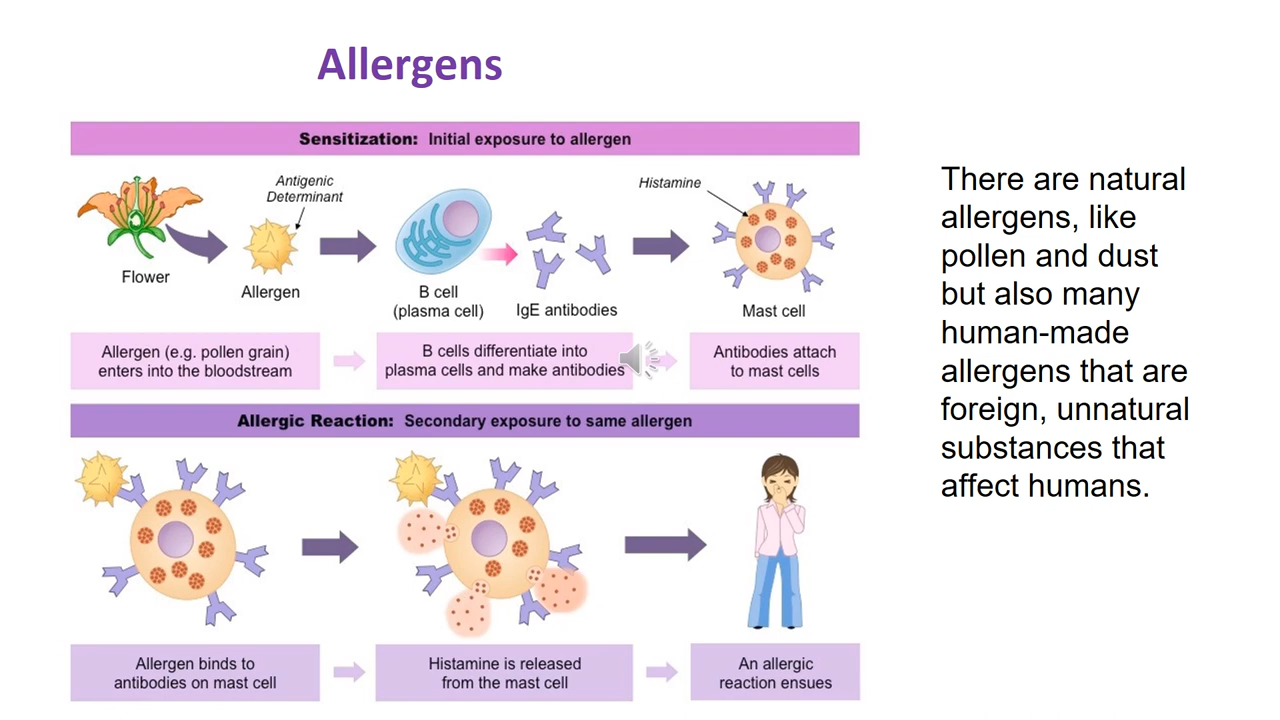 Allergens
Sensitization: Initial exposure to allergen
Antigenic
Determinant
Histamine
Flower
Allergen
B cell
(plasma cell)
IgE antibodies
Mast cell
Allergen (e.g. pollen grain)
enters into the bloodstream
B cells differentiate into
plasma cells and make antibodies
Antibodies attach
to mast cells
Allergic Reaction: Secondary exposure to same allergen
Allergen binds to
antibodies on mast cell
Histamine is released
from the mast cell
An allergic
reaction ensues
There are natural
allergens, like
pollen and dust
but also many
human-made
allergens that are
foreign, unnatural
substances that
affect humans.